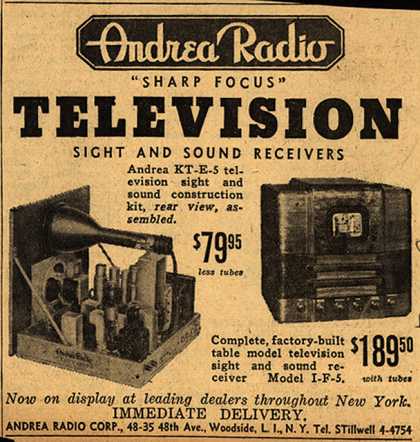 Andrea Radio
"SHARP FOCUS"
TELEVISION
SIGHT AND SOUND RECEIVERS
Andrea KT-E-5 tel-
evision sight and
sound construction
kit, rear view, as-
sembled.
$79.95
less tubes
Complete, factory-built
table model television
sight and sound re-
ceiver Model 1-F-5.
$189.50
with tubes
Now on display at leading dealers throughout New York.
IMMEDIATE DELIVERY.
ANDREA RADIO CORP., 48-35 48th Ave., Woodside, L. I., N. Y. Tel. STillwell 4-4754